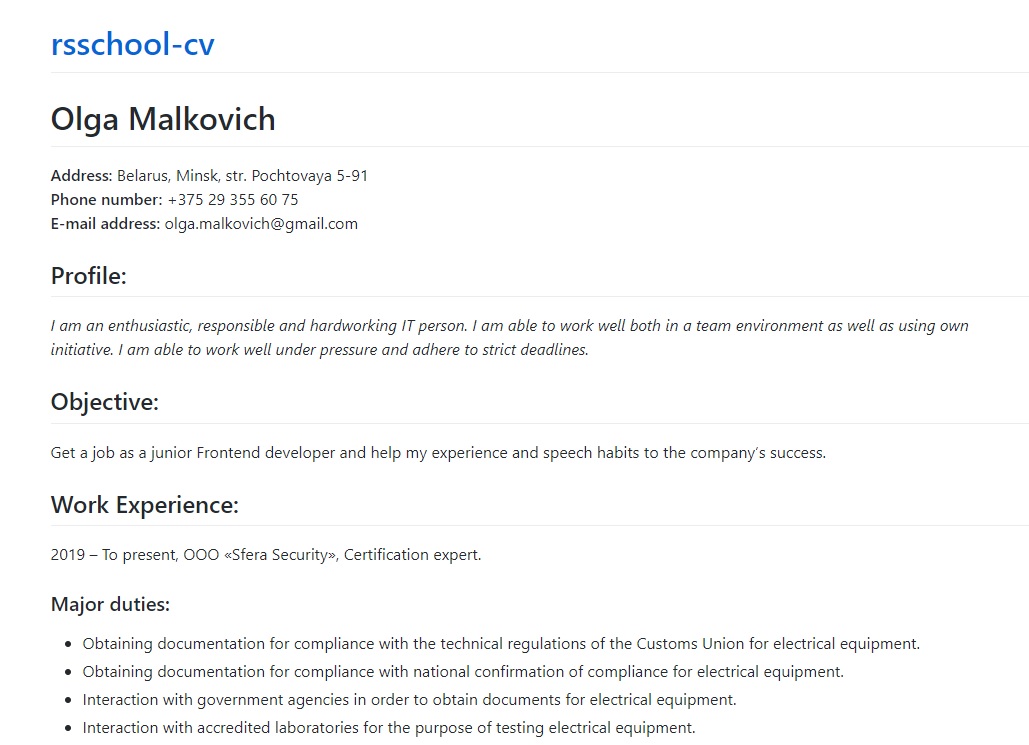 rsschool-cv
Olga Malkovich
Address: Belarus, Minsk, str. Pochtovaya 5-91
Phone number: +375 29 355 60 75
E-mail address: olga.malkovich@gmail.com
Profile:
I am an enthusiastic, responsible and hardworking IT person. I am able to work well both in a team environment as well as using own
initiative. I am able to work well under pressure and adhere to strict deadlines.
Objective:
Get a job as a junior Frontend developer and help my experience and speech habits to the company’s success.
Work Experience:
2019 – To present, OOO «Sfera Security», Certification expert.
Major duties:
• Obtaining documentation for compliance with the technical regulations of the Customs Union for electrical equipment.
• Obtaining documentation for compliance with national confirmation of compliance for electrical equipment.
• Interaction with government agencies in order to obtain documents for electrical equipment.
• Interaction with accredited laboratories for the purpose of testing electrical equipment.